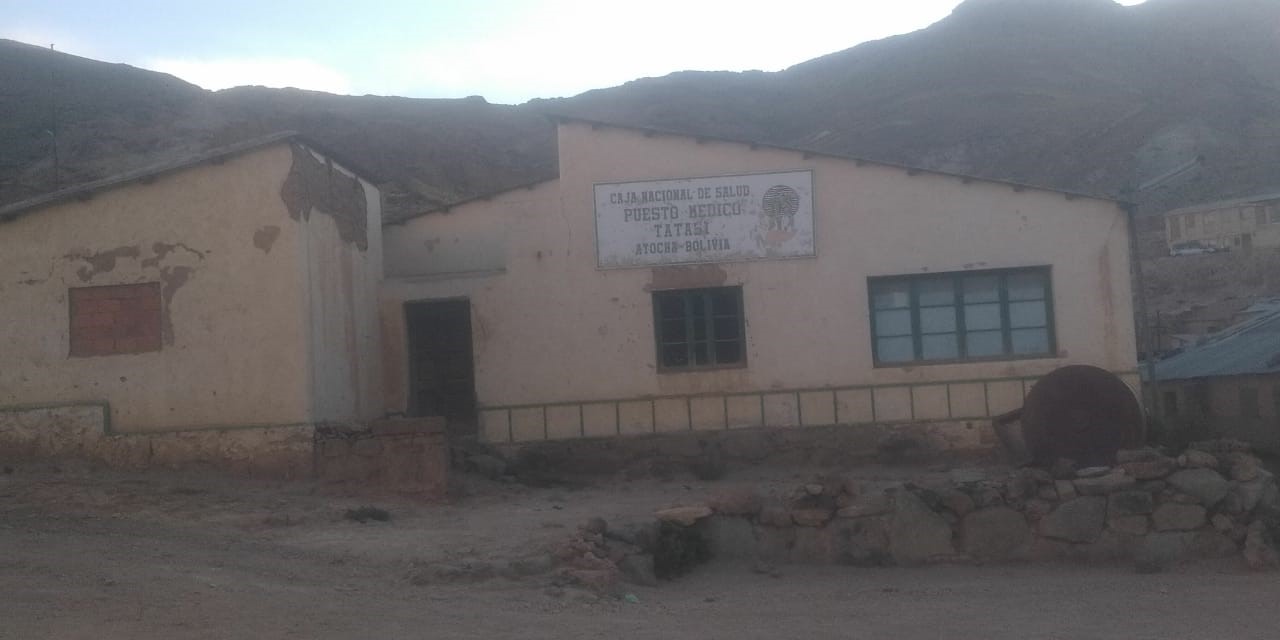 CAJA NACIONAL DE SALUD
PUESTO MEDICO
TATASI
ATOCHA-BOLIVIA